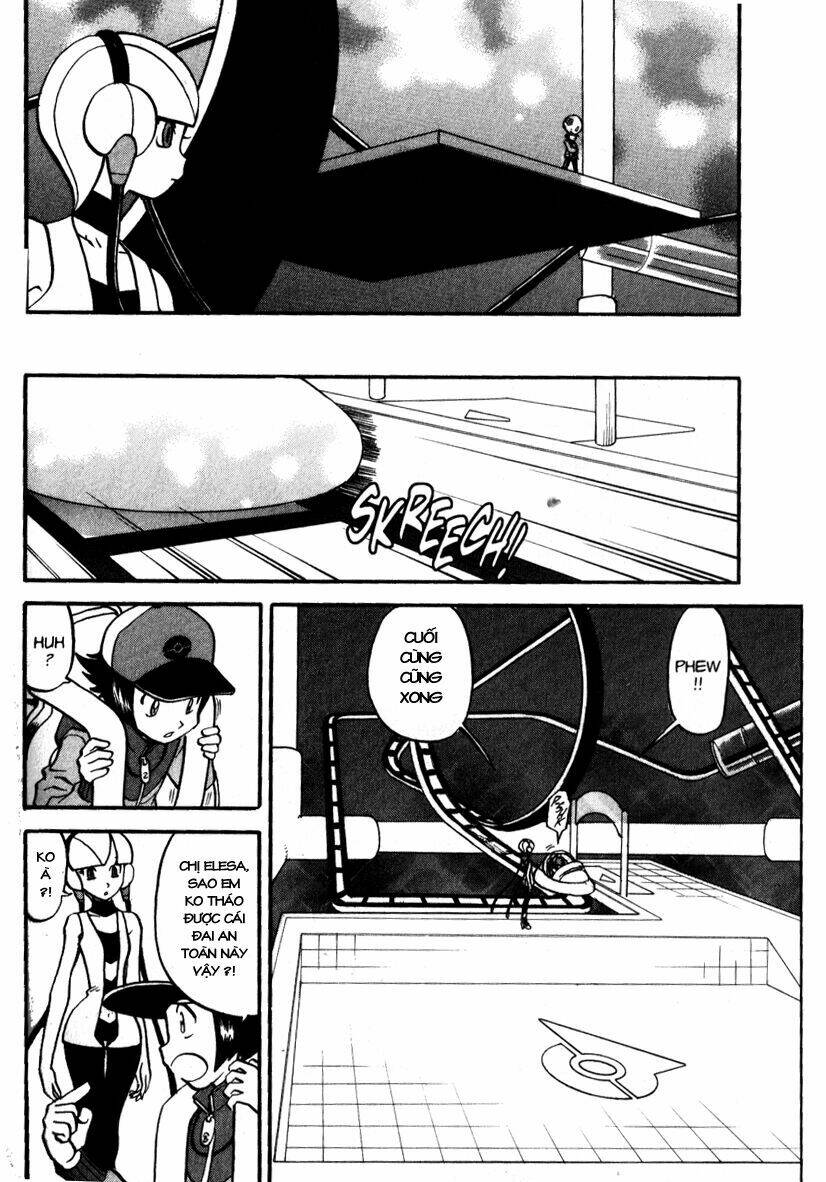 SKREECH!!
PHEW
!!
CUỐI
CÙNG
CŨNG
XONG
HUH
?
CHỊ ELESA,
SAO EM
KO THÁO
ĐƯỢC CÁI
ĐAI AN
TOÀN NÀY
VẬY ?!
KO
À
?!